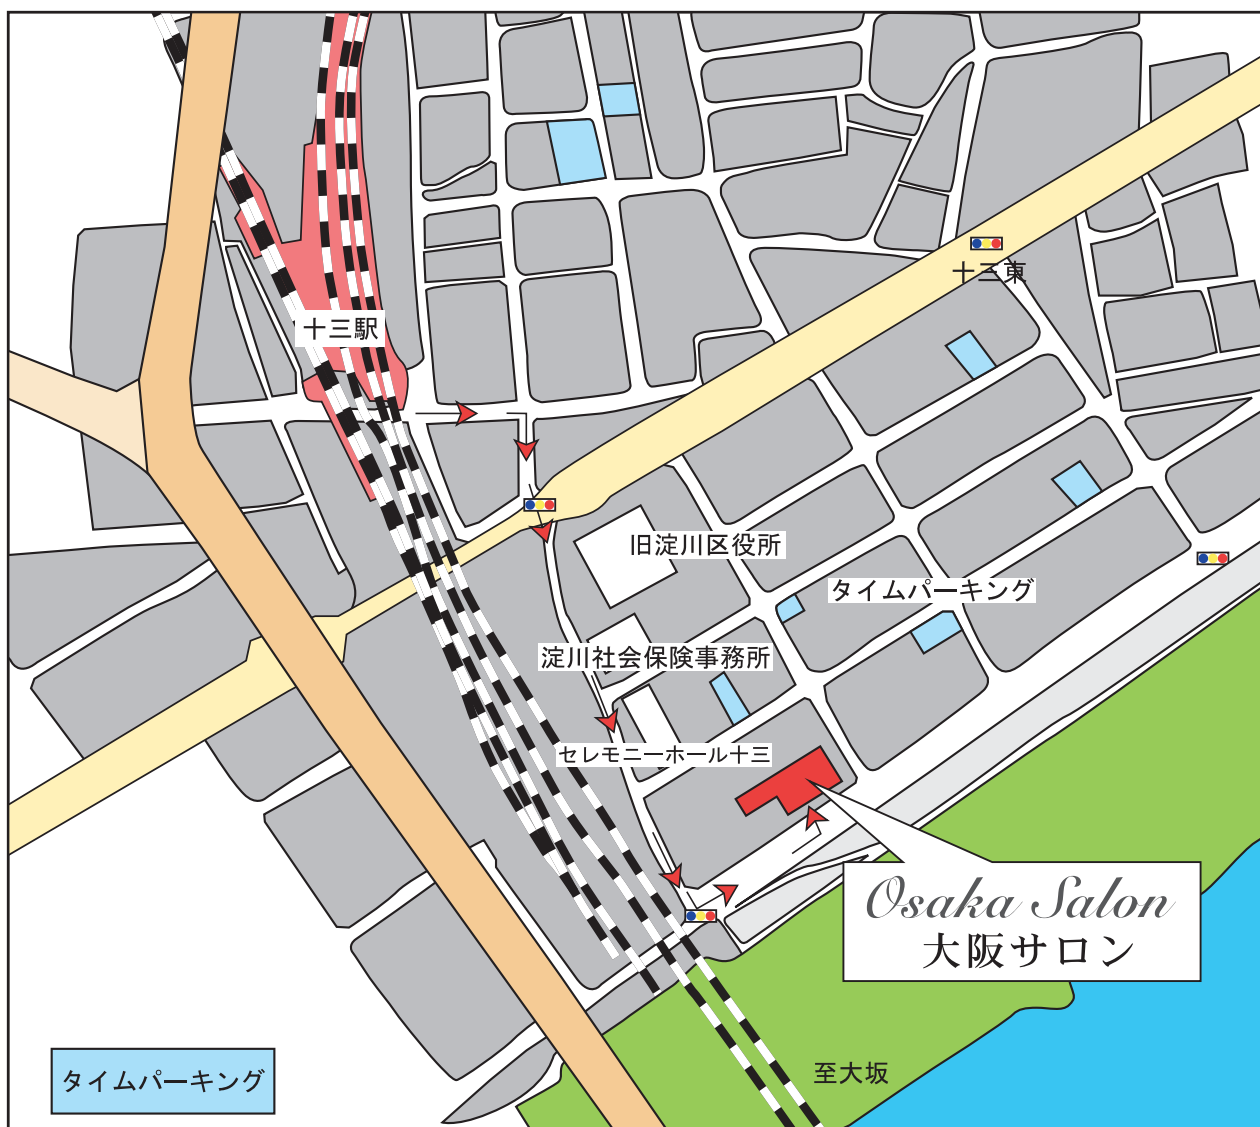 十三東
十三駅
旧淀川区役所
タイムパーキング
淀川社会保険事務所
セレモニーホール十三
Osaka Salon
大阪サロン
至大坂
タイムパーキング